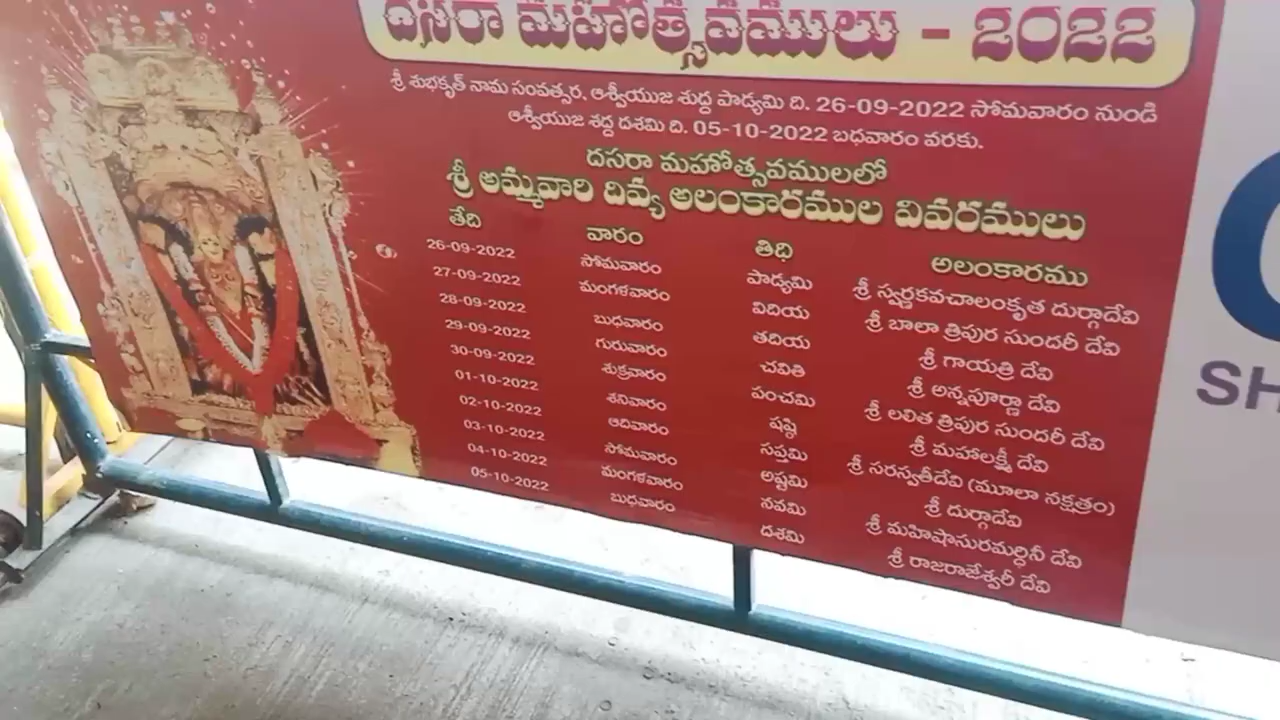 దసరా మహోత్సవములు - 2022
శ్రీ శుభకృత్ నామ సంవత్సర, ఆశ్వీయుజ శుద్ధ పాడ్యమి ది. 26-09-2022 సోమవారం నుండి
ఆశ్వీయుజ శద్ద దశమి ది. 05-10-2022 బధవారం వరకు.
దసరా మహోత్సవములలో
శ్రీ అమ్మవారి దివ్య అలంకారముల వివరములు
తేది వారం తిధి అలంకారము
26-09-2022 సోమవారం పాడ్యమి శ్రీ స్వర్ణకవచాలంకృత దుర్గాదేవి
27-09-2022 మంగళవారం విదియ శ్రీ బాలా త్రిపుర సుందరీ దేవి
28-09-2022 బుధవారం తదియ శ్రీ గాయత్రి దేవి
29-09-2022 గురువారం చవితి శ్రీ అన్నపూర్ణా దేవి
30-09-2022 శుక్రవారం పంచమి శ్రీ లలిత త్రిపుర సుందరీ దేవి
01-10-2022 శనివారం షష్ఠి శ్రీ మహాలక్ష్మీ దేవి
02-10-2022 ఆదివారం సప్తమి శ్రీ సరస్వతీదేవి (మూలా నక్షత్రం)
03-10-2022 సోమవారం అష్టమి శ్రీ దుర్గాదేవి
04-10-2022 మంగళవారం నవమి శ్రీ మహిషాసురమర్ధినీ దేవి
05-10-2022 బుధవారం దశమి శ్రీ రాజరాజేశ్వరీ దేవి
SH